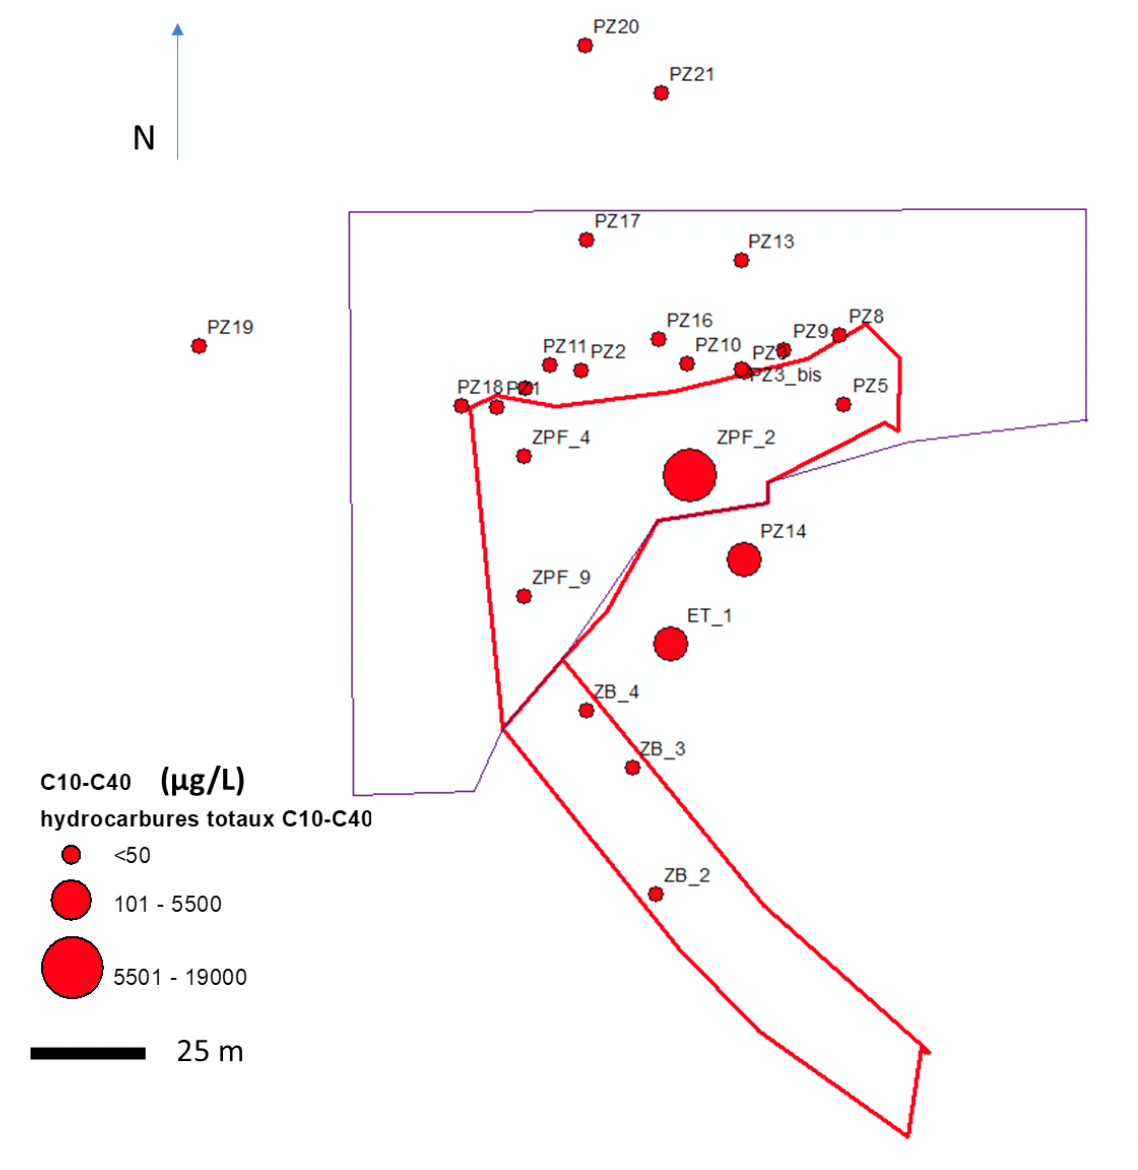 PZ20
PZ21
N
PZ17
PZ13
PZ19
PZ8
PZ16
PZ9
PZ10
PZ11
PZ2
PZ3_bis
PZ18
PZ1
PZ5
ZPF_4
ZPF_2
PZ14
ZPF_9
ET_1
ZB_4
ZB_3
C10-C40 (µg/L)
hydrocarbures totaux C10-C40
<50
ZB_2
101 - 5500
5501 - 19000
25 m